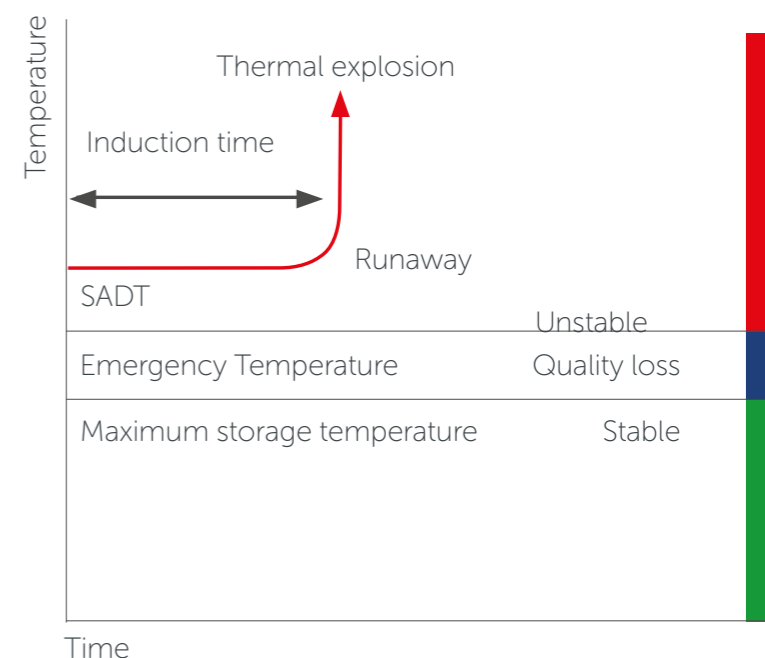 Temperature
Thermal explosion
Induction time
Runaway
SADT
Unstable
Emergency Temperature
Quality loss
Maximum storage temperature
Stable
Time